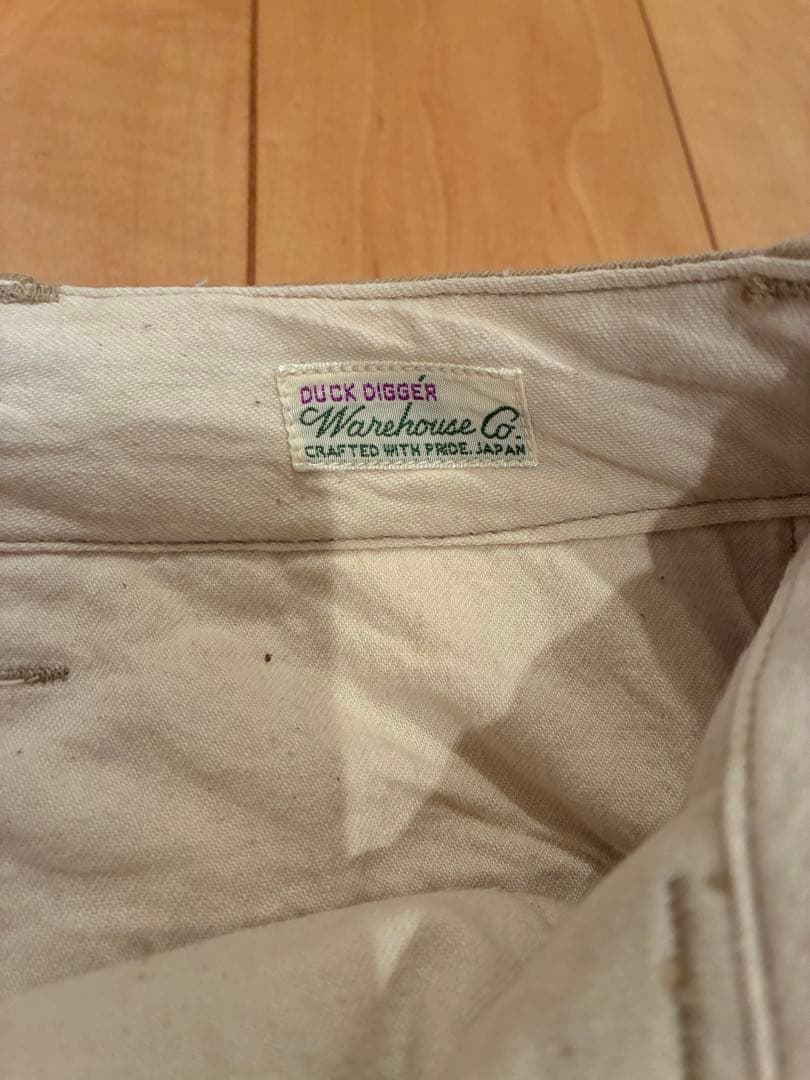 DUCK DIGGER
Warehouse Co.
CRAFTED WITH PRIDE. JAPAN